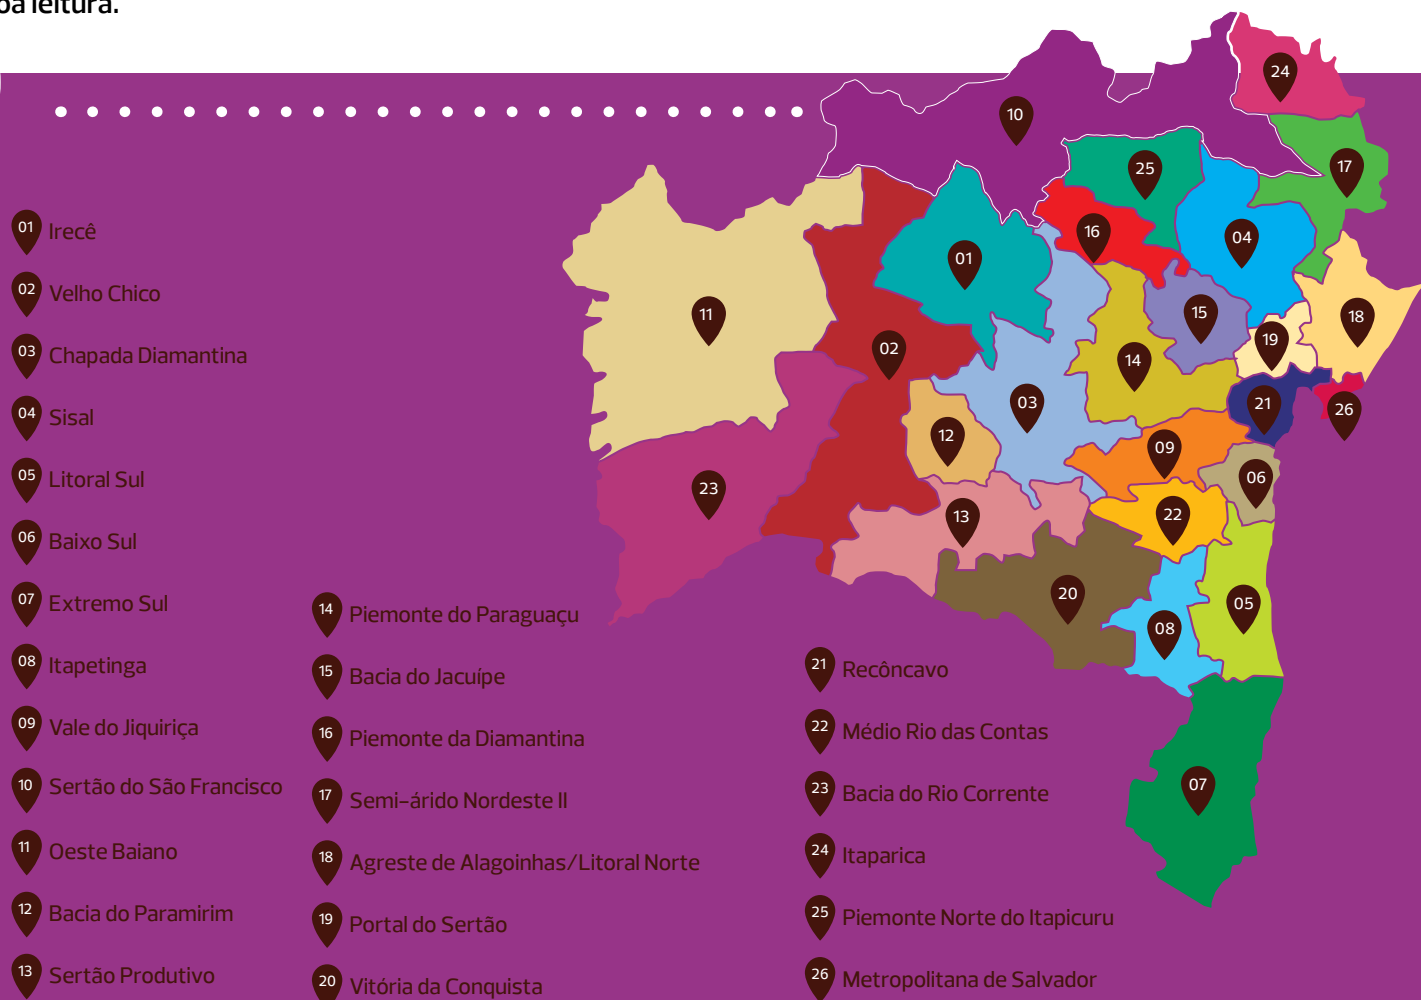 boa leitura.
24
10
17
25
16
04
01
11
15
18
02
19
14
03
21
26
12
09
06
23
13
22
20
05
08
07
01 Irecê
02 Velho Chico
03 Chapada Diamantina
04 Sisal
05 Litoral Sul
06 Baixo Sul
07 Extremo Sul
08 Itapetinga
09 Vale do Jiquiriça
10 Sertão do São Francisco
11 Oeste Baiano
12 Bacia do Paramirim
13 Sertão Produtivo
14 Piemonte do Paraguaçu
15 Bacia do Jacuípe
16 Piemonte da Diamantina
17 Semi-árido Nordeste II
18 Agreste de Alagoinhas/Litoral Norte
19 Portal do Sertão
20 Vitória da Conquista
21 Recôncavo
22 Médio Rio das Contas
23 Bacia do Rio Corrente
24 Itaparica
25 Piemonte Norte do Itapicuru
26 Metropolitana de Salvador